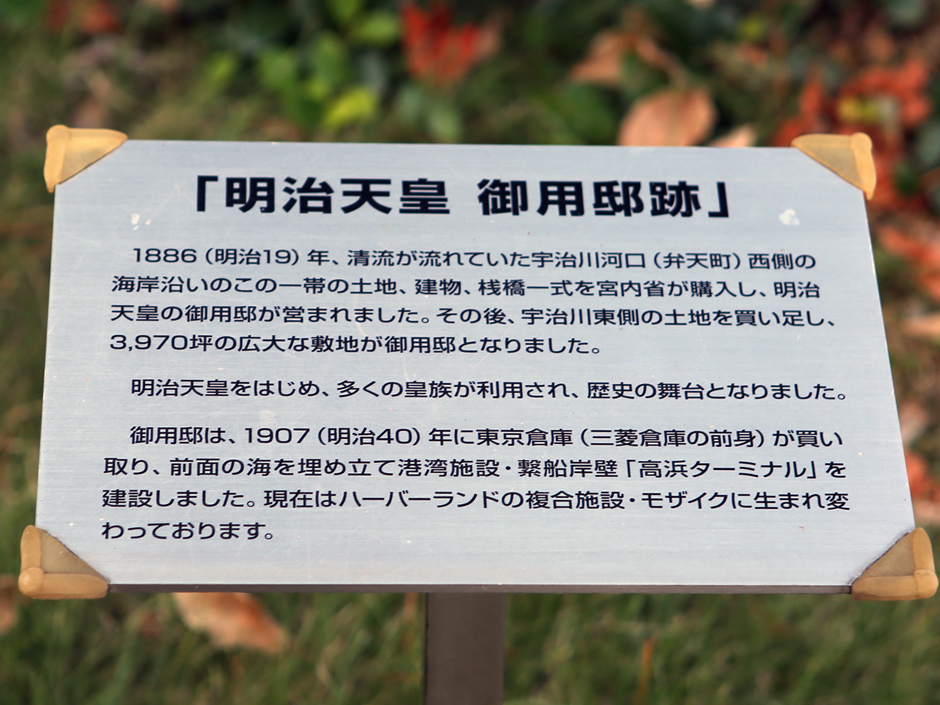 「明治天皇 御用邸跡」
1886（明治19）年、清流が流れていた宇治川河口（弁天町）西側の
海岸沿いのこの一帯の土地、建物、桟橋一式を宮内省が購入し、明治
天皇の御用邸が営まれました。その後、宇治川東側の土地を買い足し、
3,970坪の広大な敷地が御用邸となりました。
明治天皇をはじめ、多くの皇族が利用され、歴史の舞台となりました。
御用邸は、1907（明治40）年に東京倉庫（三菱倉庫の前身）が買い
取り、前面の海を埋め立て港湾施設・繋船岸壁「高浜ターミナル」を
建設しました。現在はハーバーランドの複合施設・モザイクに生まれ変
わっております。